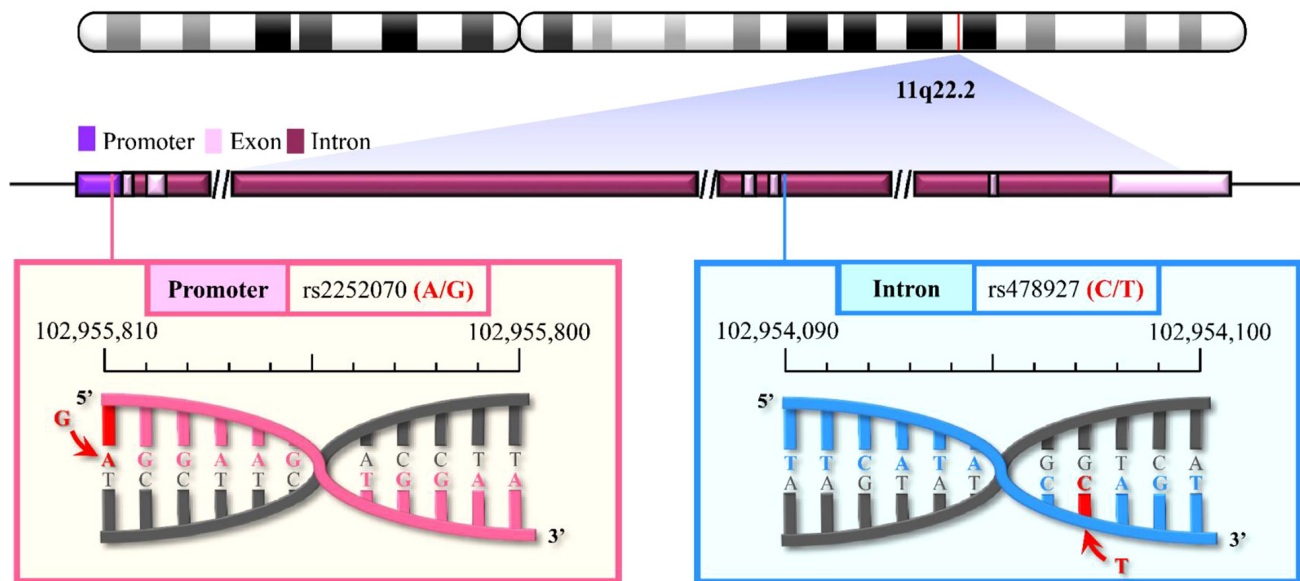 11q22.2
Promoter Exon Intron
Promoter rs2252070 (A/G)
102,955,810 102,955,800
5’
G
A G G A A G A C C T T
T C C T T C T G G A A
3’
Intron rs478927 (C/T)
102,954,090 102,954,100
5’
T T C A T A G G T C A
A A G T A T C C A G T
3’
T